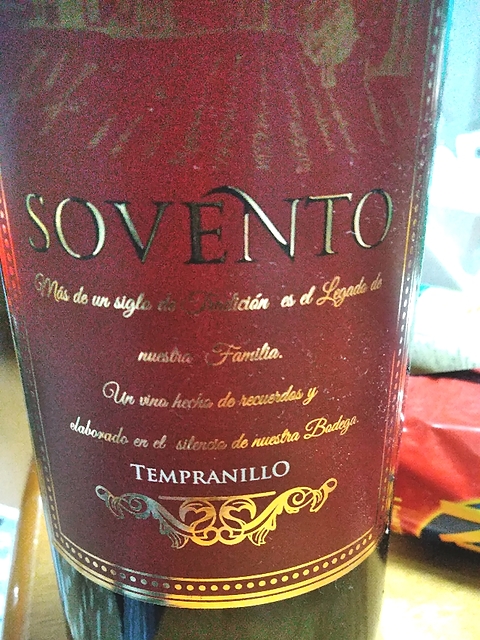 SOVENTO
Más de un siglo de Tradición es el Legado de
nuestra Familia.
Un vino hecho de recuerdos y
elaborado en el silencio de nuestra Bodega.
TEMPRANILLO